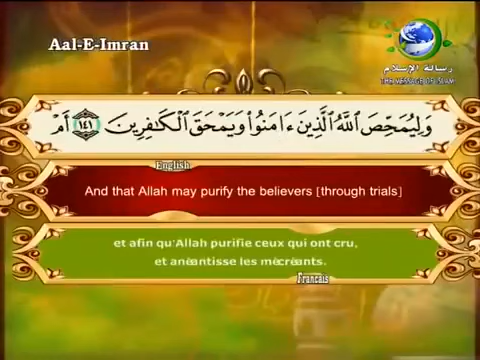 Aal-E-Imran
رسالة الإسلام
THE MESSAGE OF ISLAM
وَلِيُمَحِّصَ ٱللَّهُ ٱلَّذِينَ ءَامَنُوا۟ وَيَمْحَقَ ٱلْكَـٰفِرِينَ ١٤١ أَمْ
English
And that Allah may purify the believers [through trials]
et afin qu'Allah purifie ceux qui ont cru,
et anéantisse les mécréants.
Francais